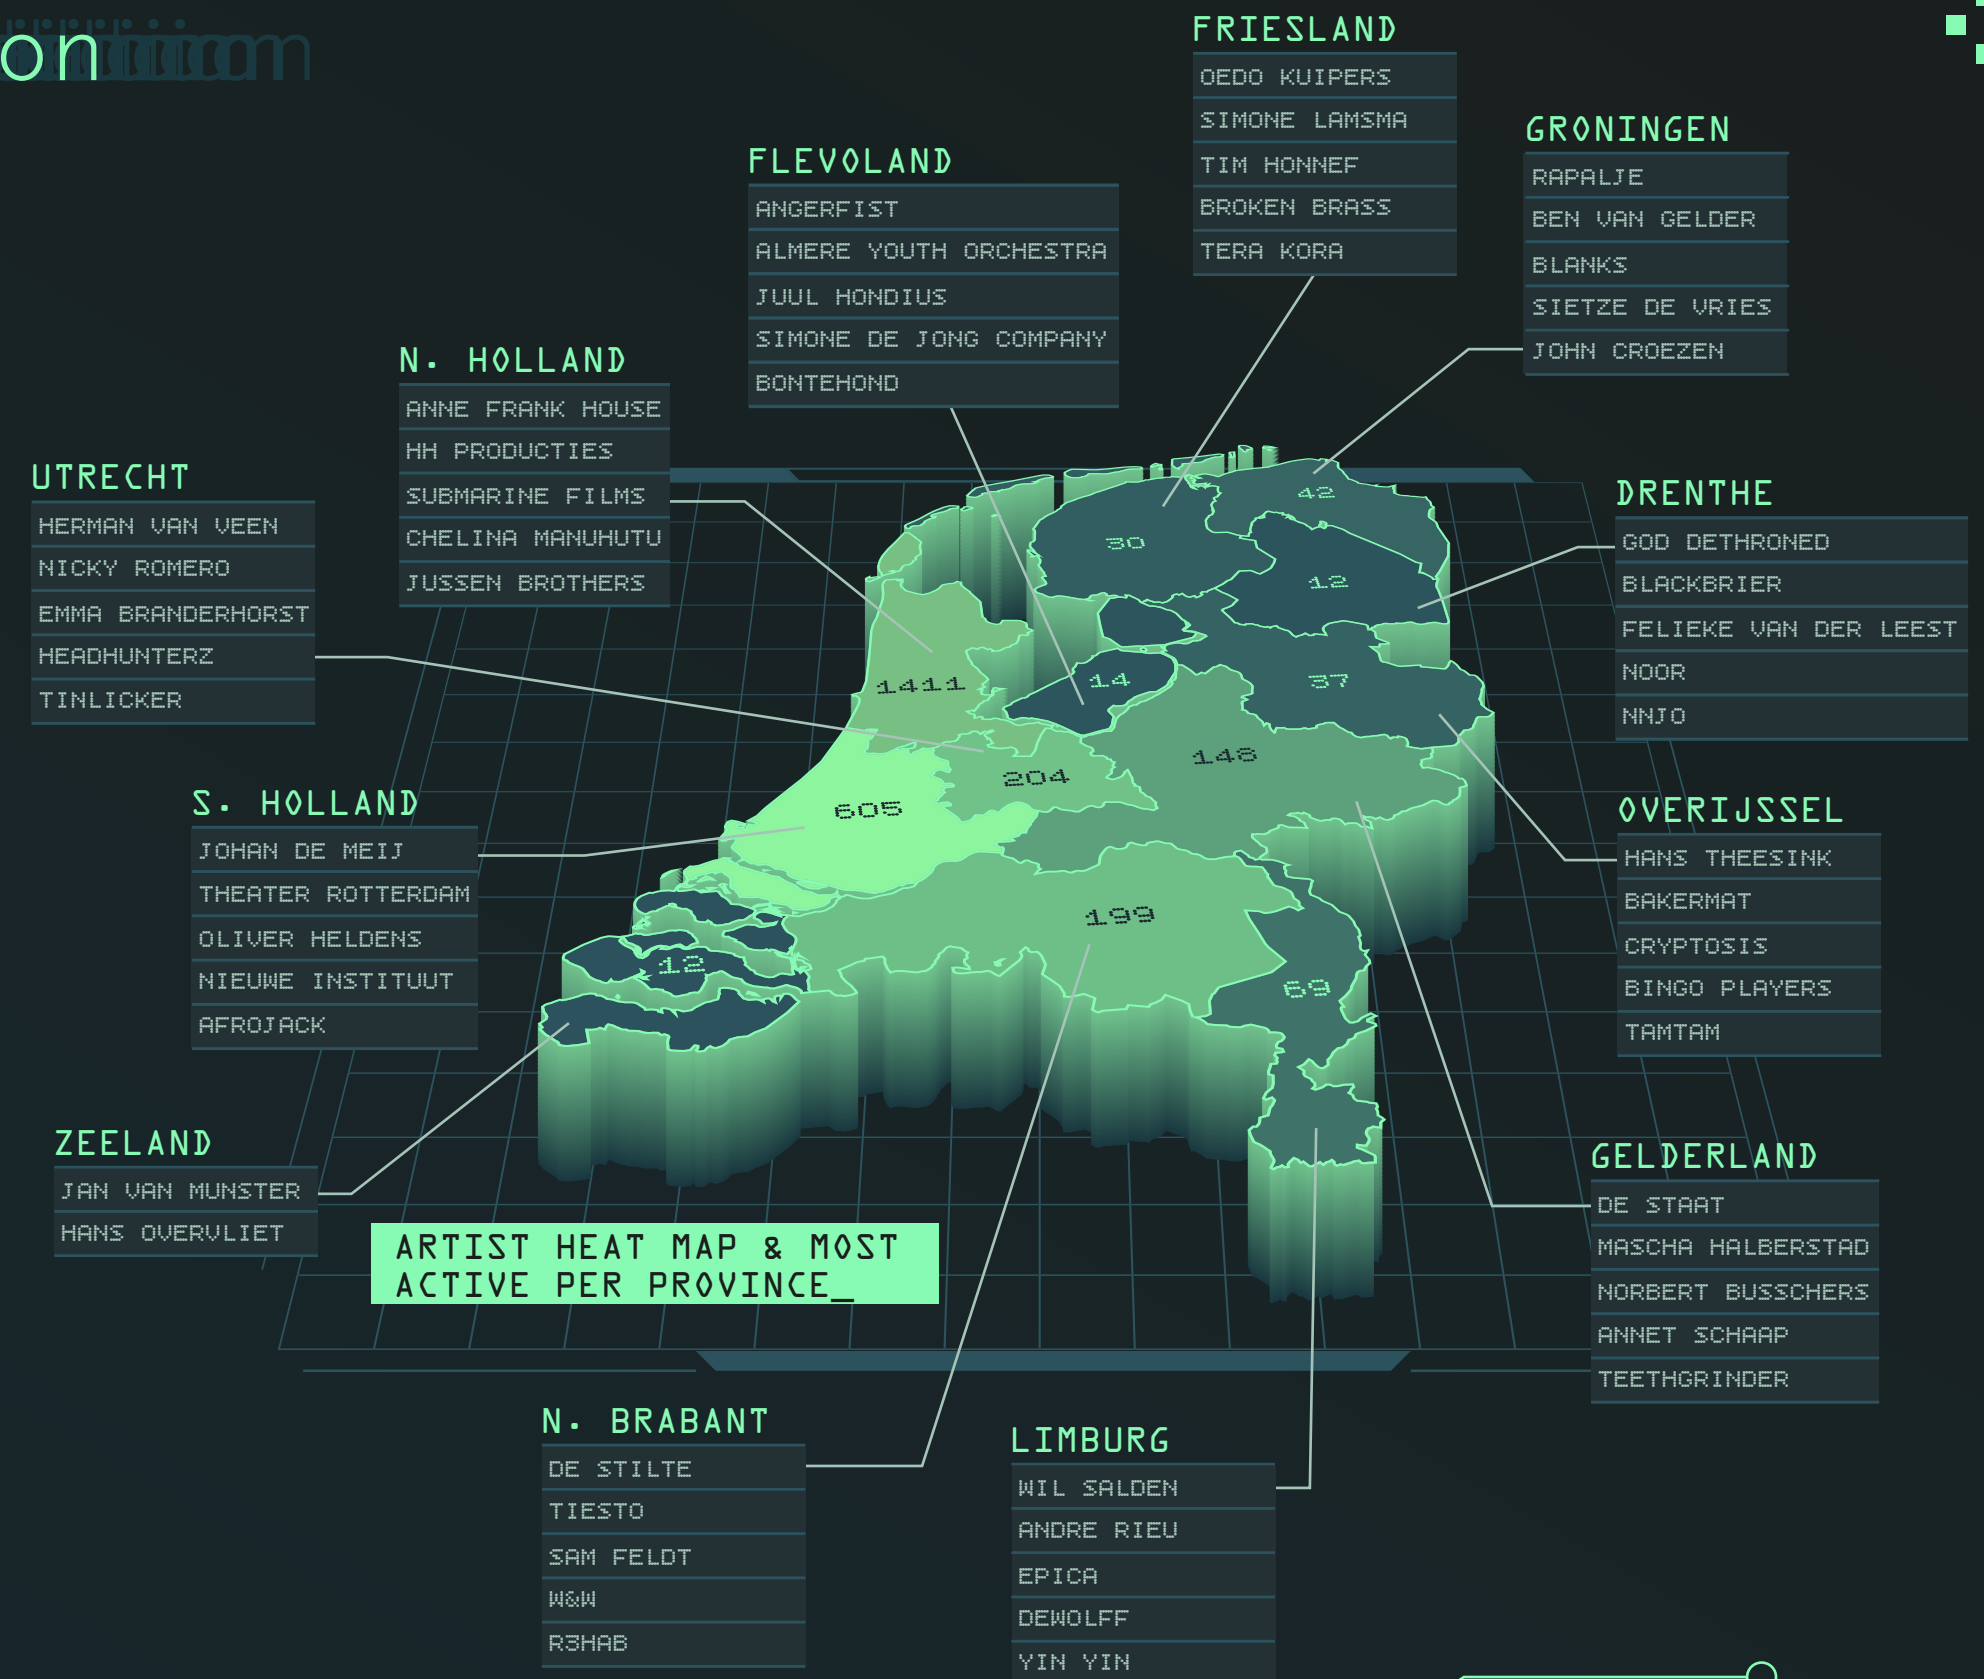 on
FRIESLAND
OEDO KUIPERS
SIMONE LAMSMA
TIM HONNEF
BROKEN BRASS
TERA KORA
GRONINGEN
RAPALJE
BEN VAN GELDER
BLANKS
SIETZE DE VRIES
JOHN CROEZEN
FLEVOLAND
ANGERFIST
ALMERE YOUTH ORCHESTRA
JUUL HONDIUS
SIMONE DE JONG COMPANY
BONTEHOND
N. HOLLAND
ANNE FRANK HOUSE
HH PRODUCTIES
SUBMARINE FILMS
CHELINA MANUHUTU
JUSSEN BROTHERS
UTRECHT
HERMAN VAN VEEN
NICKY ROMERO
EMMA BRANDERHORST
HEADHUNTERZ
TINLICKER
DRENTHE
GOD DETHRONED
BLACKBRIER
FELIEKE VAN DER LEEST
NOOR
NNJO
42
30
12
1411
14
37
148
204
605
199
12
69
S. HOLLAND
JOHAN DE MEIJ
THEATER ROTTERDAM
OLIVER HELDENS
NIEUWE INSTITUUT
AFROJACK
OVERIJSSEL
HANS THEESINK
BAKERMAT
CRYPTOSIS
BINGO PLAYERS
TAMTAM
ZEELAND
JAN VAN MUNSTER
HANS OVERVLIET
GELDERLAND
DE STAAT
MASCHA HALBERSTAD
NORBERT BUSSCHERS
ANNET SCHAAP
TEETHGRINDER
ARTIST HEAT MAP & MOST
ACTIVE PER PROVINCE_
N. BRABANT
DE STILTE
TIESTO
SAM FELDT
W&W
R3HAB
LIMBURG
WIL SALDEN
ANDRE RIEU
EPICA
DEWOLFF
YIN YIN